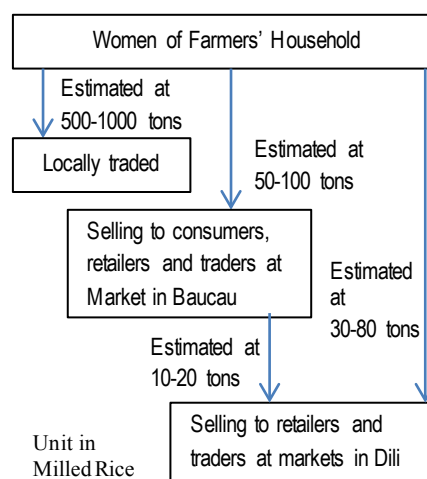 Women of Farmers' Household
Estimated at
500-1000 tons
Locally traded
Estimated at
50-100 tons
Selling to consumers,
retailers and traders at
Market in Baucau
Estimated
at
30-80 tons
Estimated at
10-20 tons
Selling to retailers and
traders at markets in Dili
Unit in
Milled Rice